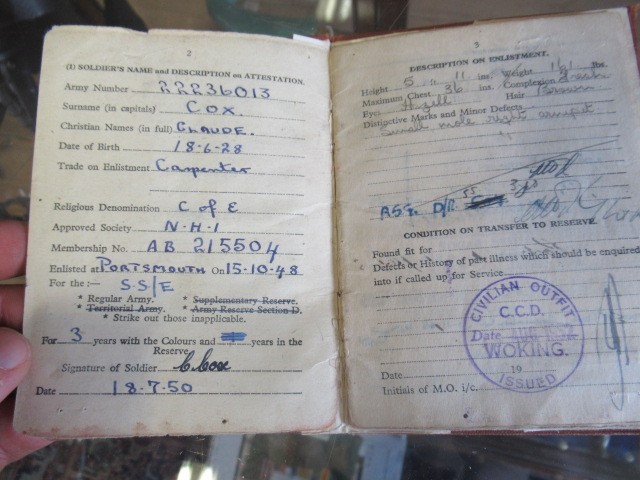 2
(I) SOLDIER'S NAME and DESCRIPTION on ATTESTATION.
Army Number RRR36013
Surname (in capitals) COX.
Christian Names (in full) CLAUDE.
Date of Birth 18-6-28
Trade on Enlistment Carpenter
Religious Denomination C of E
Approved Society N-H-I
Membership No. AB 215504
Enlisted at PORTSMOUTH On 15-10-48
For the:— S.S/E
* Regular Army. * Supplementary Reserve.
* Territorial Army. * Army Reserve Section D.
* Strike out those inapplicable.
For 3 years with the Colours and years in the
Reserve
Signature of Soldier C. Cox
Date 18.7.50
3
DESCRIPTION ON ENLISTMENT.
Height 5 ft 11 ins. Weight 161 lbs.
Maximum Chest 36 ins. Complexion Fresh
Eyes Hazill Hair Brown
Distinctive Marks and Minor Defects
Small mole right armpit
CONDITION ON TRANSFER TO RESERVE.
Found fit for
Defects or History of past illness which should be enquired
into if called up for Service
CIVILIAN OUTFIT
C.C.D.
Date
WOKING.
ISSUED
Date 19
Initials of M.O. i/c.